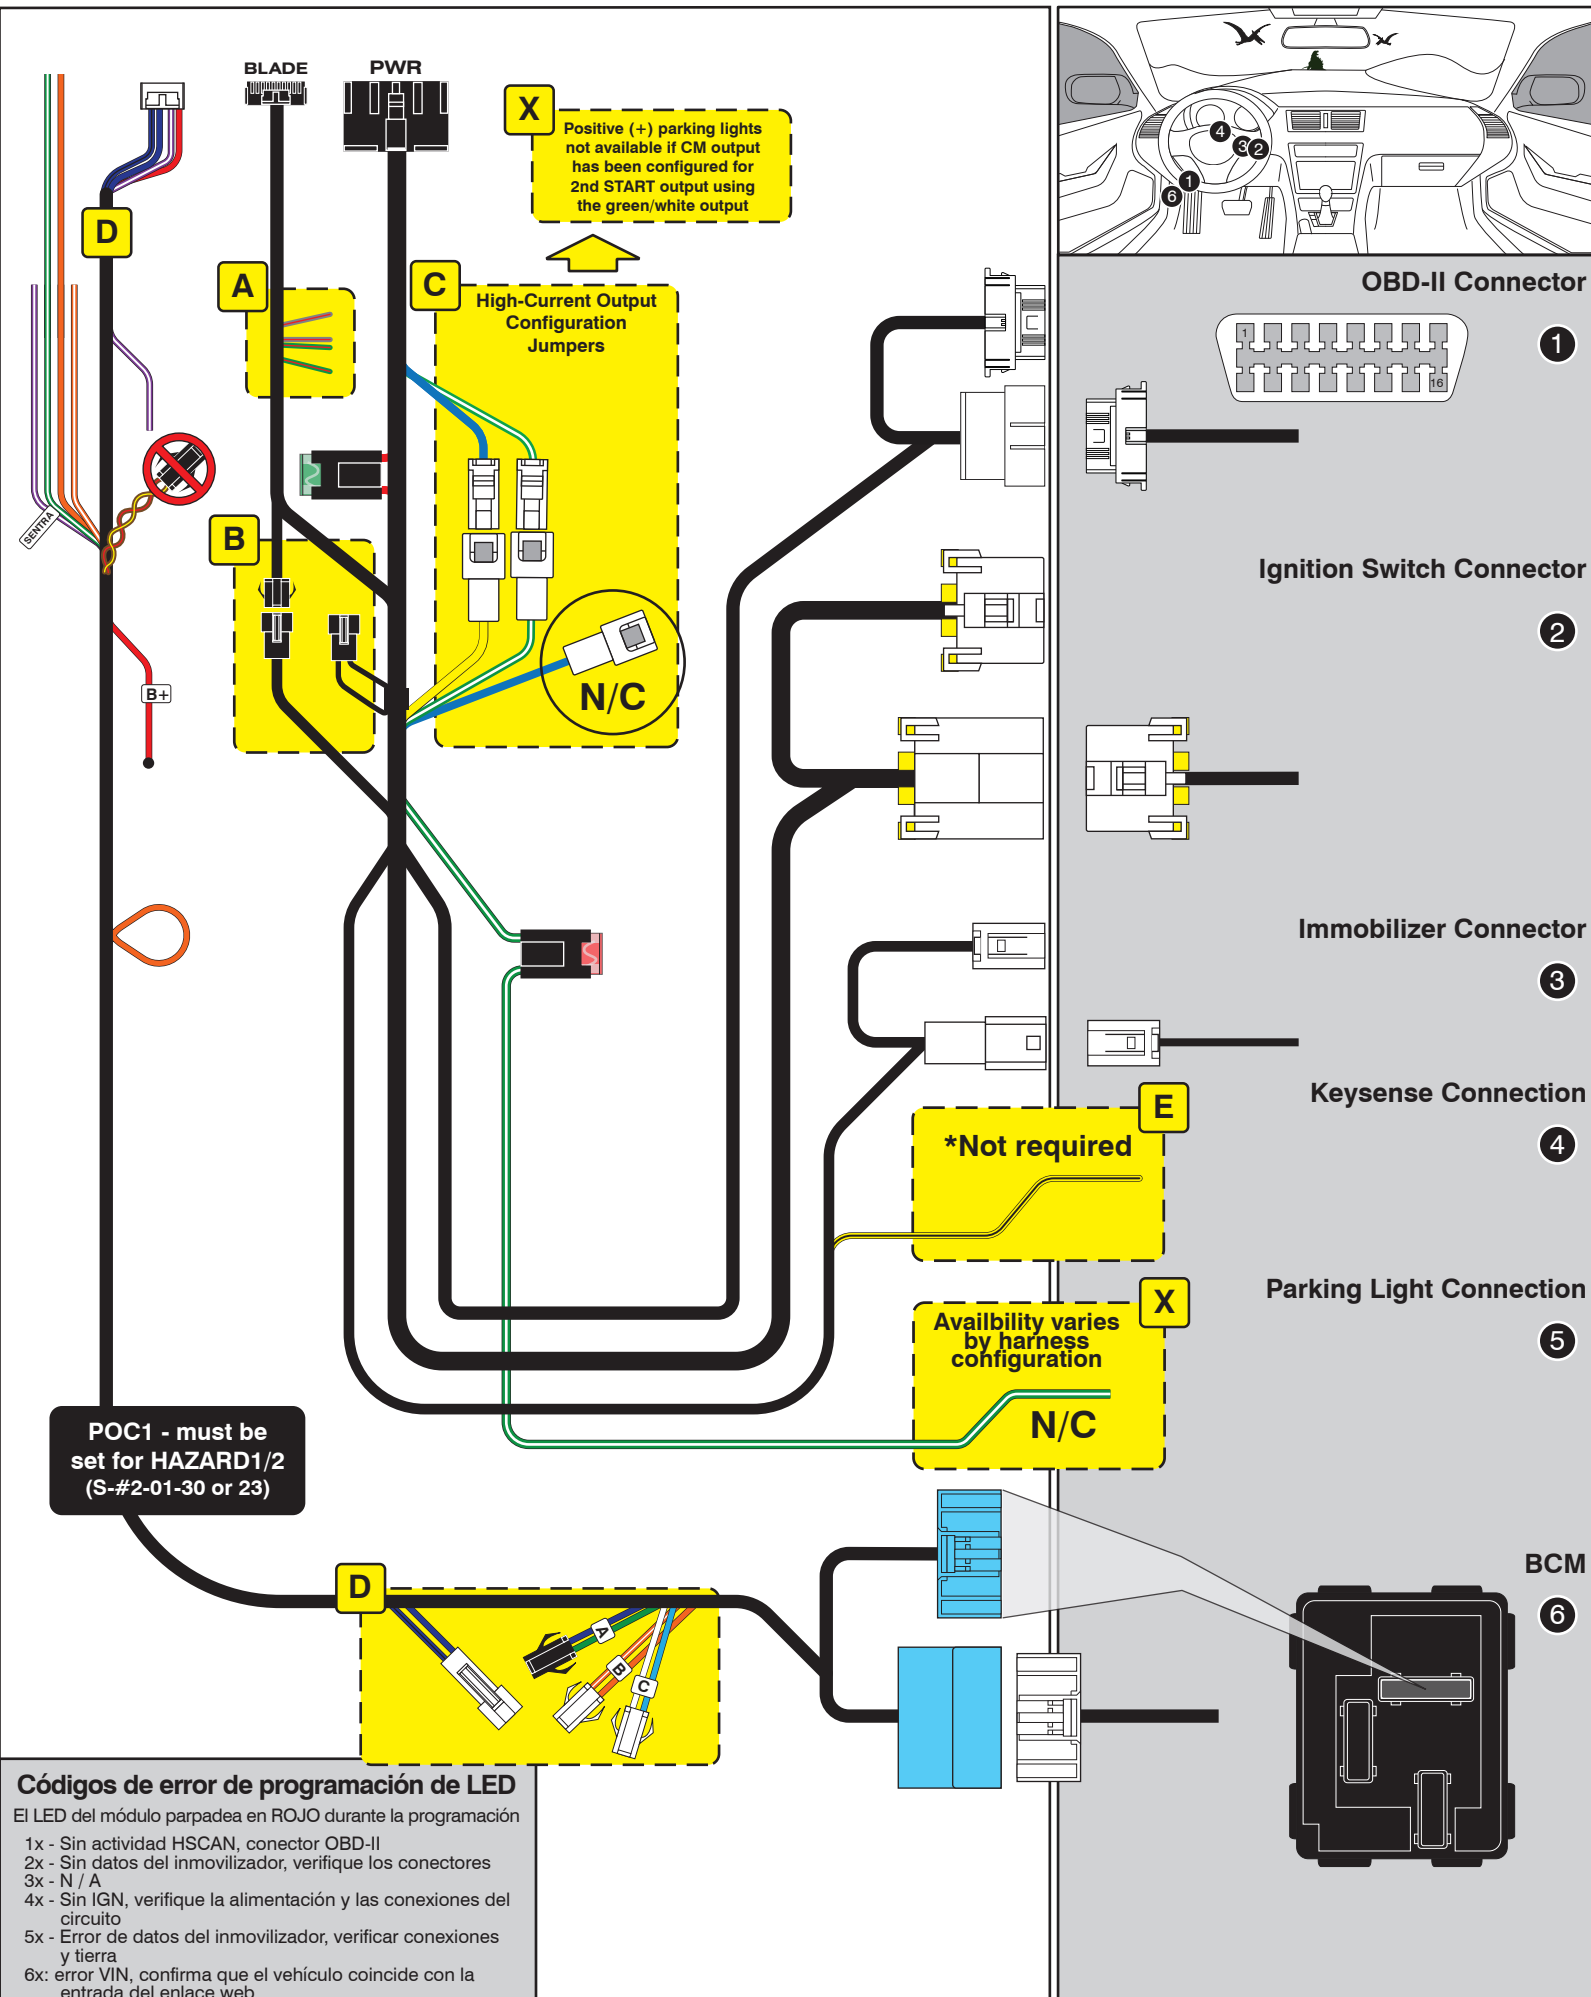 BLADE
PWR
X
Positive (+) parking lights
not available if CM output
has been configured for
2nd START output using
the green/white output
4
3
2
1
6
D
A
C
High-Current Output
Configuration
Jumpers
OBD-II Connector
1
1
16
SENTRA
B
Ignition Switch Connector
2
B+
N/C
Immobilizer Connector
3
Keysense Connection
4
E
*Not required
Parking Light Connection
5
X
Availbility varies
by harness
configuration
N/C
POC1 - must be
set for HAZARD1/2
(S-#2-01-30 or 23)
BCM
6
D
A
B
C
Códigos de error de programación de LED
El LED del módulo parpadea en ROJO durante la programación
1x - Sin actividad HSCAN, conector OBD-II
2x - Sin datos del inmovilizador, verifique los conectores
3x - N / A
4x - Sin IGN, verifique la alimentación y las conexiones del
circuito
5x - Error de datos del inmovilizador, verificar conexiones
y tierra
6x: error VIN, confirma que el vehículo coincide con la
entrada del enlace web